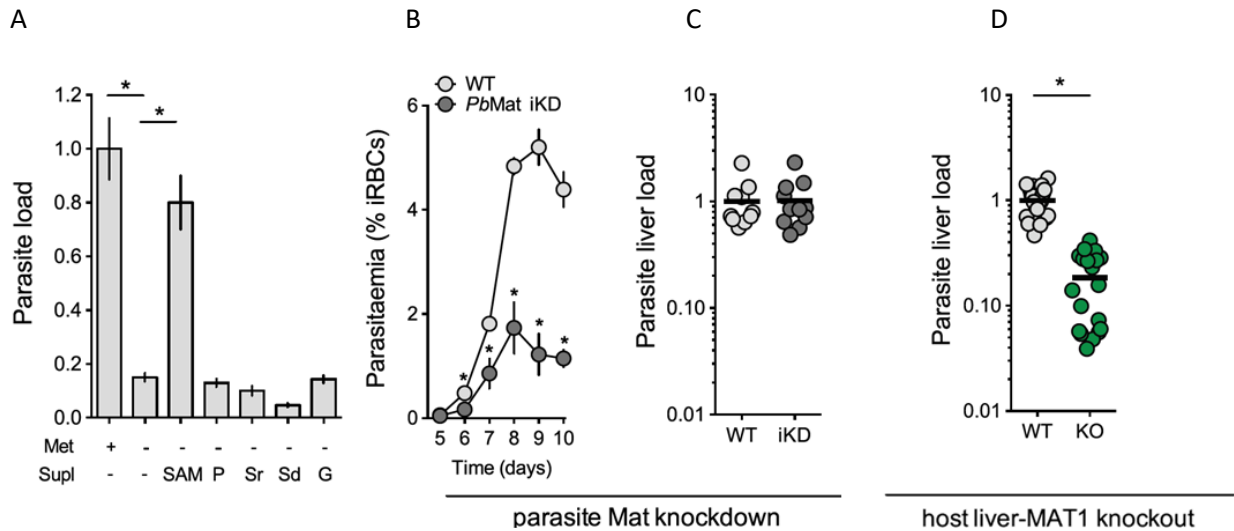 A
B
C
D
* *
1.2
1.0
0.8
0.6
0.4
0.2
0.0
Parasite load
Met + - - - - - -
Supl - - SAM P Sr Sd G
WT
PbMat iKD
6
4
2
0
Parasitaemia (% iRBCs)
* * * * *
5 6 7 8 9 10
Time (days)
10
1
0.10
0.01
Parasite liver load
WT iKD
parasite Mat knockdown
*
10
1
0.10
0.01
Parasite liver load
WT KO
host liver-MAT1 knockout